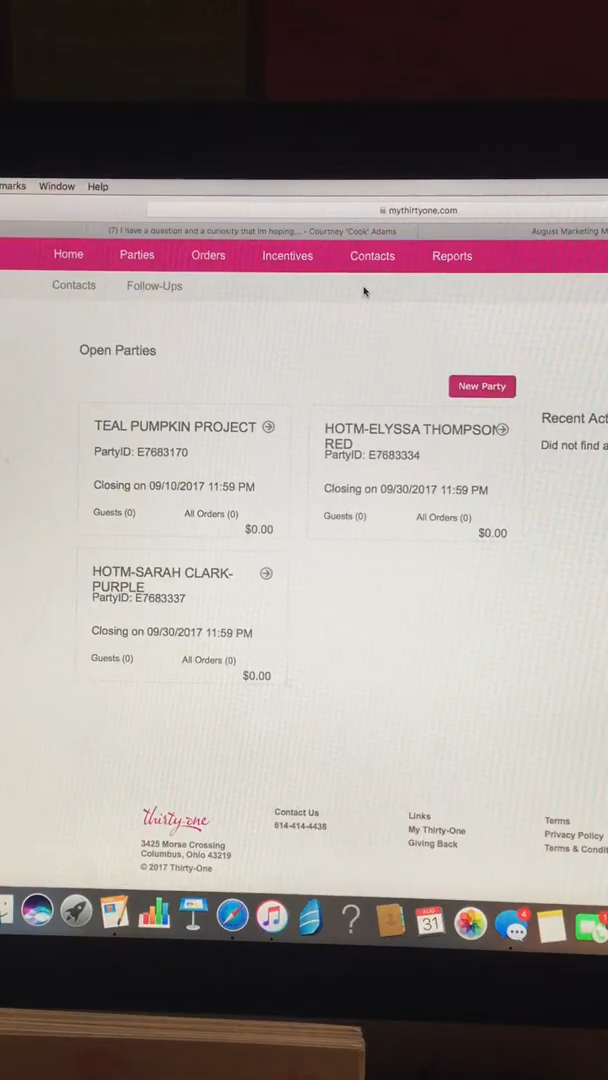 marks Window Help
mythirtyone.com
(7) I have a question and a curiosity that Im hoping... - Courtney 'Cook' Adams August Marketing M
Home Parties Orders Incentives Contacts Reports
Contacts Follow-Ups
Open Parties
New Party
TEAL PUMPKIN PROJECT
PartyID: E7683170
Closing on 09/10/2017 11:59 PM
Guests (0) All Orders (0)
$0.00
HOTM-ELYSSA THOMPSON
RED
PartyID: E7683334
Closing on 09/30/2017 11:59 PM
Guests (0) All Orders (0)
$0.00
Recent Act
Did not find a
HOTM-SARAH CLARK-
PURPLE
PartyID: E7683337
Closing on 09/30/2017 11:59 PM
Guests (0) All Orders (0)
$0.00
thirty-one
3425 Morse Crossing
Columbus, Ohio 43219
© 2017 Thirty-One
Contact Us
614-414-4438
Links
My Thirty-One
Giving Back
Terms
Privacy Policy
Terms & Condit
?
AUG
31
4
1